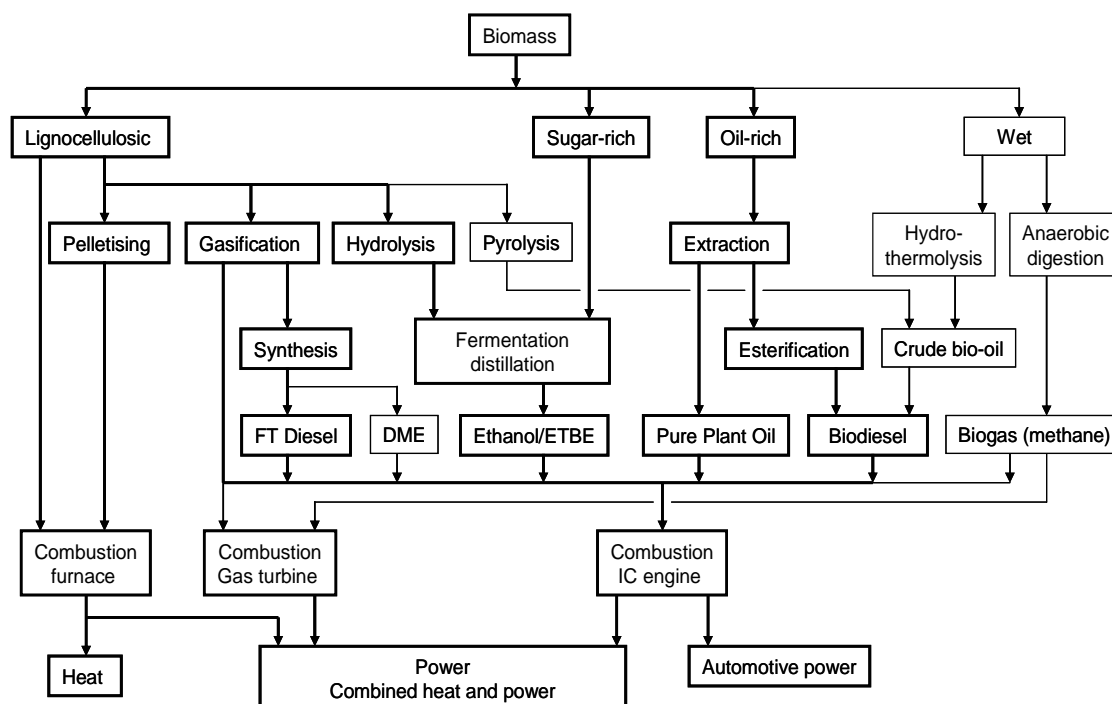 Biomass
Lignocellulosic
Sugar-rich
Oil-rich
Wet
Pelletising
Gasification
Hydrolysis
Pyrolysis
Extraction
Hydro-
thermolysis
Anaerobic
digestion
Synthesis
Fermentation
distillation
Esterification
Crude bio-oil
FT Diesel
DME
Ethanol/ETBE
Pure Plant Oil
Biodiesel
Biogas (methane)
Combustion
furnace
Combustion
Gas turbine
Combustion
IC engine
Heat
Power
Combined heat and power
Automotive power